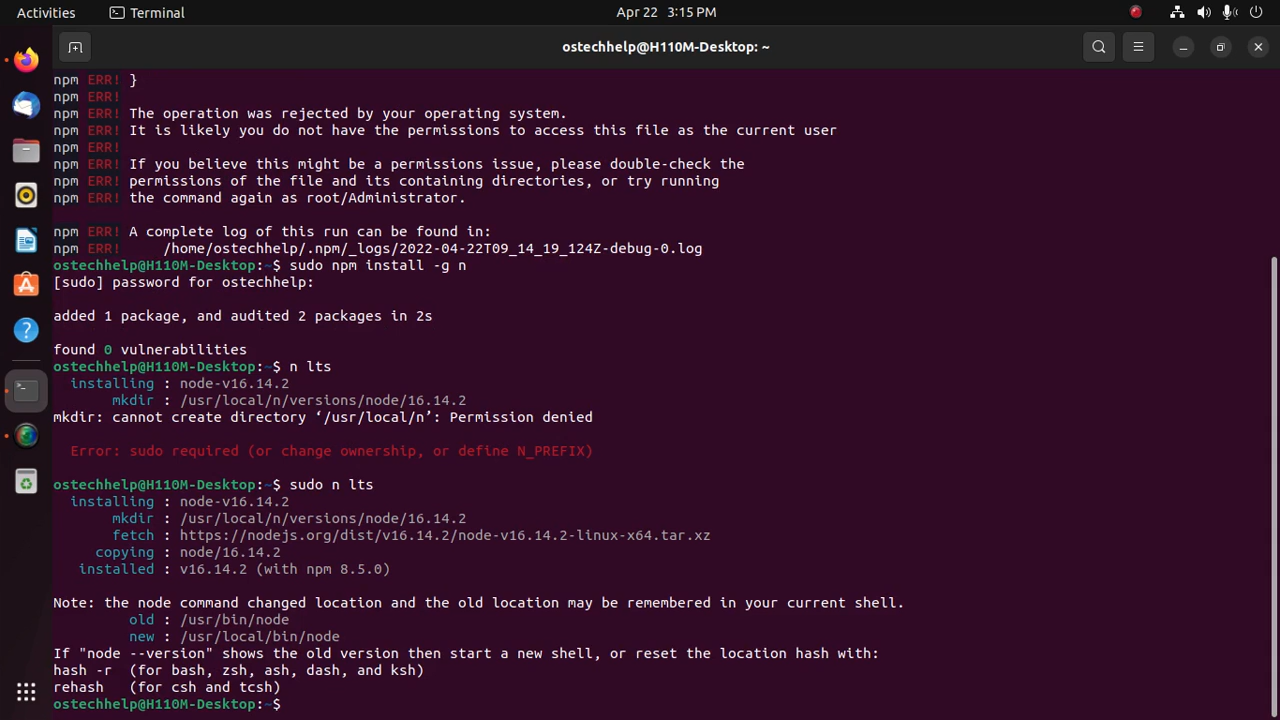 Activities Terminal Apr 22 3:15 PM
ostechhelp@H110M-Desktop: ~
npm ERR! }
npm ERR!
npm ERR! The operation was rejected by your operating system.
npm ERR! It is likely you do not have the permissions to access this file as the current user
npm ERR!
npm ERR! If you believe this might be a permissions issue, please double-check the
npm ERR! permissions of the file and its containing directories, or try running
npm ERR! the command again as root/Administrator.
npm ERR! A complete log of this run can be found in:
npm ERR!     /home/ostechhelp/.npm/_logs/2022-04-22T09_14_19_124Z-debug-0.log
ostechhelp@H110M-Desktop:~$ sudo npm install -g n
[sudo] password for ostechhelp:
added 1 package, and audited 2 packages in 2s
found 0 vulnerabilities
ostechhelp@H110M-Desktop:~$ n lts
  installing : node-v16.14.2
       mkdir : /usr/local/n/versions/node/16.14.2
mkdir: cannot create directory ‘/usr/local/n’: Permission denied
  Error: sudo required (or change ownership, or define N_PREFIX)
ostechhelp@H110M-Desktop:~$ sudo n lts
  installing : node-v16.14.2
       mkdir : /usr/local/n/versions/node/16.14.2
       fetch : https://nodejs.org/dist/v16.14.2/node-v16.14.2-linux-x64.tar.xz
     copying : node/16.14.2
   installed : v16.14.2 (with npm 8.5.0)
Note: the node command changed location and the old location may be remembered in your current shell.
         old : /usr/bin/node
         new : /usr/local/bin/node
If "node --version" shows the old version then start a new shell, or reset the location hash with:
hash -r  (for bash, zsh, ash, dash, and ksh)
rehash   (for csh and tcsh)
ostechhelp@H110M-Desktop:~$